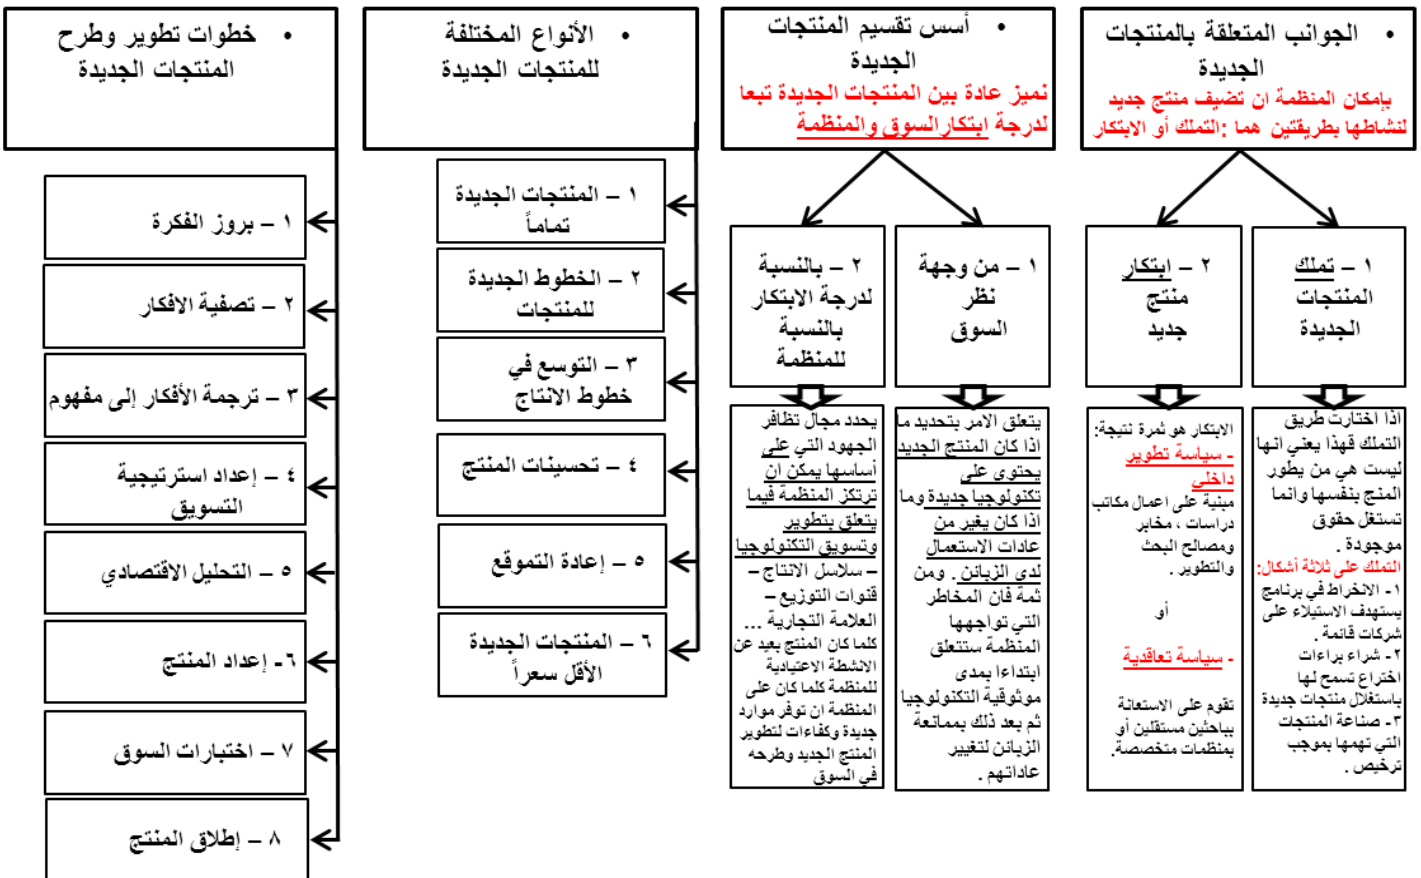 • الجوانب المتعلقة بالمنتجات
الجديدة
بإمكان المنظمة ان تضيف منتج جديد
لنشاطها بطريقتين هما :التملك أو الابتكار
١ – تملك
المنتجات
الجديدة
اذا اختارت طريق
التملك فهذا يعني انها
ليست هي من يطور
المنج بنفسها وانما
تستغل حقوق
موجودة .
التملك على ثلاثة أشكال:
١- الانخراط في برنامج
يستهدف الاستيلاء على
شركات قائمة .
٢- شراء براءات
اختراع تسمح لها
باستغلال منتجات جديدة
٣- صناعة المنتجات
التي تهمها بموجب
ترخيص .
٢ – ابتكار
منتج
جديد
الابتكار هو ثمرة نتيجة:
- سياسة تطوير
داخلي
مبنية على اعمال مكاتب
دراسات ، مخابر
ومصالح البحث
والتطوير .
أو
- سياسة تعاقدية
تقوم على الاستعانة
بباحثين مستقلين أو
بمنظمات متخصصة.
• أسس تقسيم المنتجات
الجديدة
نميز عادة بين المنتجات الجديدة تبعا
لدرجة ابتكارالسوق والمنظمة
١ – من وجهة
نظر
السوق
يتعلق الامر بتحديد ما
اذا كان المنتج الجديد
يحتوى على
تكنولوجيا جديدة وما
اذا كان يغير من
عادات الاستعمال
لدى الزبائن . ومن
ثمة فان المخاطر
التي تواجهها
المنظمة ستتعلق
ابتداءا بمدى
موثوقية التكنولوجيا
ثم بعد ذلك بممانعة
الزبائن لتغيير
عاداتهم .
٢ – بالنسبة
لدرجة الابتكار
بالنسبة
للمنظمة
يحدد مجال تظافر
الجهود التي على
أساسها يمكن ان
ترتكز المنظمة فيما
يتعلق بتطوير
وتسويق التكنولوجيا
– سلاسل الانتاج –
قنوات التوزيع –
العلامة التجارية ...
كلما كان المنتج بعيد عن
الانشطة الاعتيادية
للمنظمة كلما كان على
المنظمة ان توفر موارد
جديدة وكفاءات لتطوير
المنتج الجديد وطرحه
في السوق
• الأنواع المختلفة
للمنتجات الجديدة
١ – المنتجات الجديدة
تماماً
٢ – الخطوط الجديدة
للمنتجات
٣ – التوسع في
خطوط الانتاج
٤ – تحسينات المنتج
٥ – إعادة التموقع
٦ – المنتجات الجديدة
الأقل سعراً
• خطوات تطوير وطرح
المنتجات الجديدة
١ – بروز الفكرة
٢ – تصفية الافكار
٣ – ترجمة الأفكار إلى مفهوم
٤ – إعداد استرتيجية
التسويق
٥ – التحليل الاقتصادي
٦- إعداد المنتج
٧ – اختبارات السوق
٨ – إطلاق المنتج